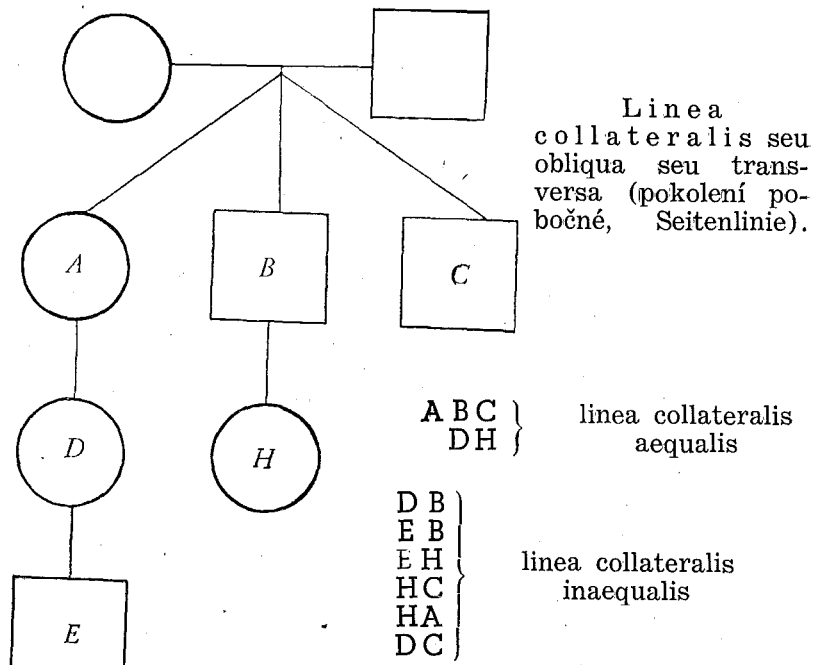 Linea
collateralis seu
obliqua seu trans-
versa (pokolení po-
bočné, Seitenlinie).
A
B
C
D
H
E
A B C
D H
linea collateralis
aequalis
D B
E B
E H
H C
H A
D C
linea collateralis
inaequalis